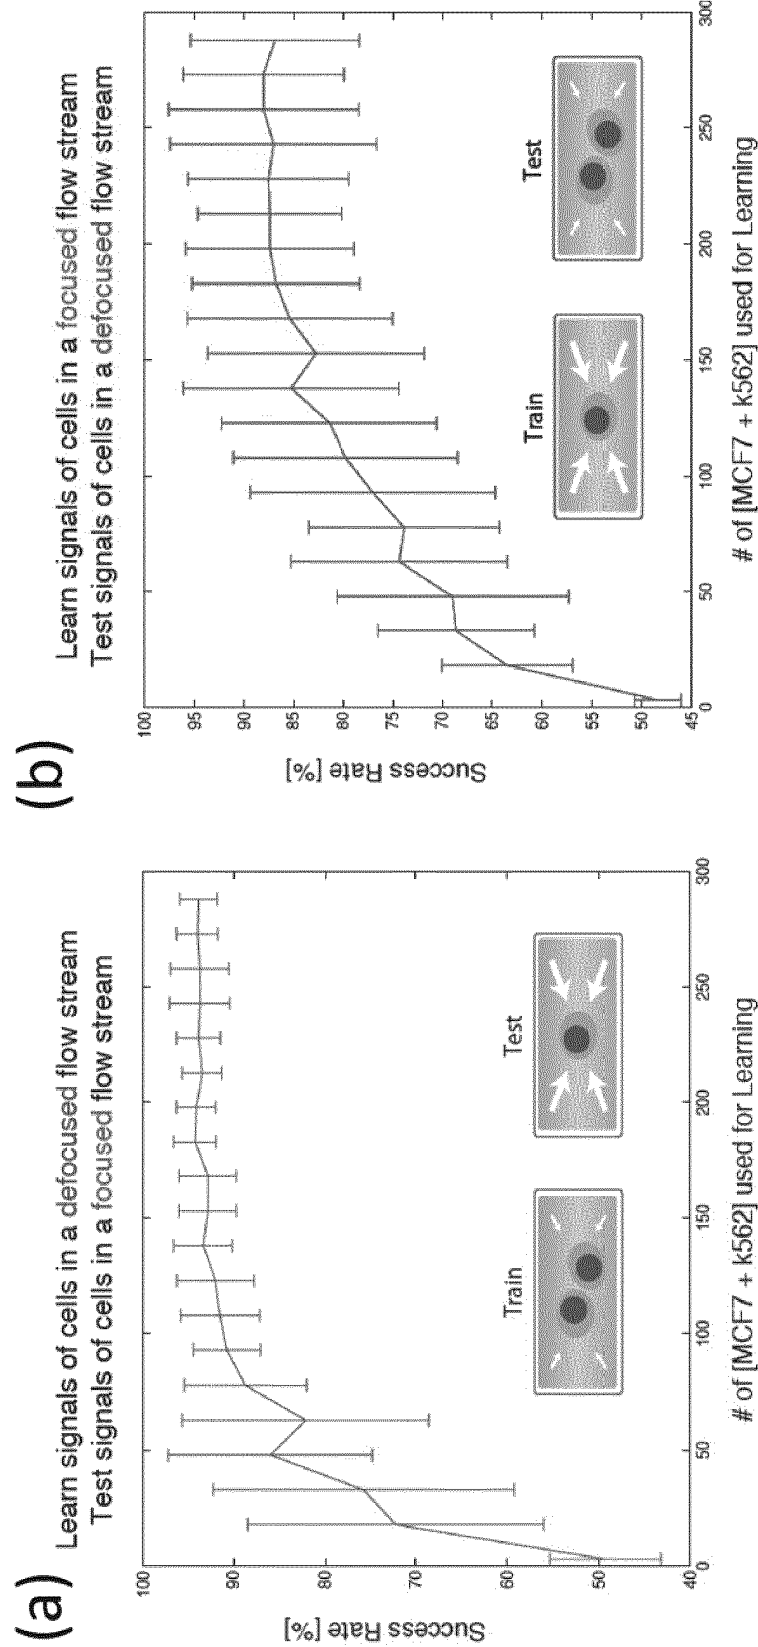 (a)
Learn signals of cells in a defocused flow stream
Test signals of cells in a focused flow stream
Success Rate [%]
100
90
80
70
60
50
40
0
50
100
150
200
250
300
# of [MCF7 + k562] used for Learning
Train
Test
(b)
Learn signals of cells in a focused flow stream
Test signals of cells in a defocused flow stream
Success Rate [%]
100
95
90
85
80
75
70
65
60
55
50
45
0
50
100
150
200
250
300
# of [MCF7 + k562] used for Learning
Train
Test